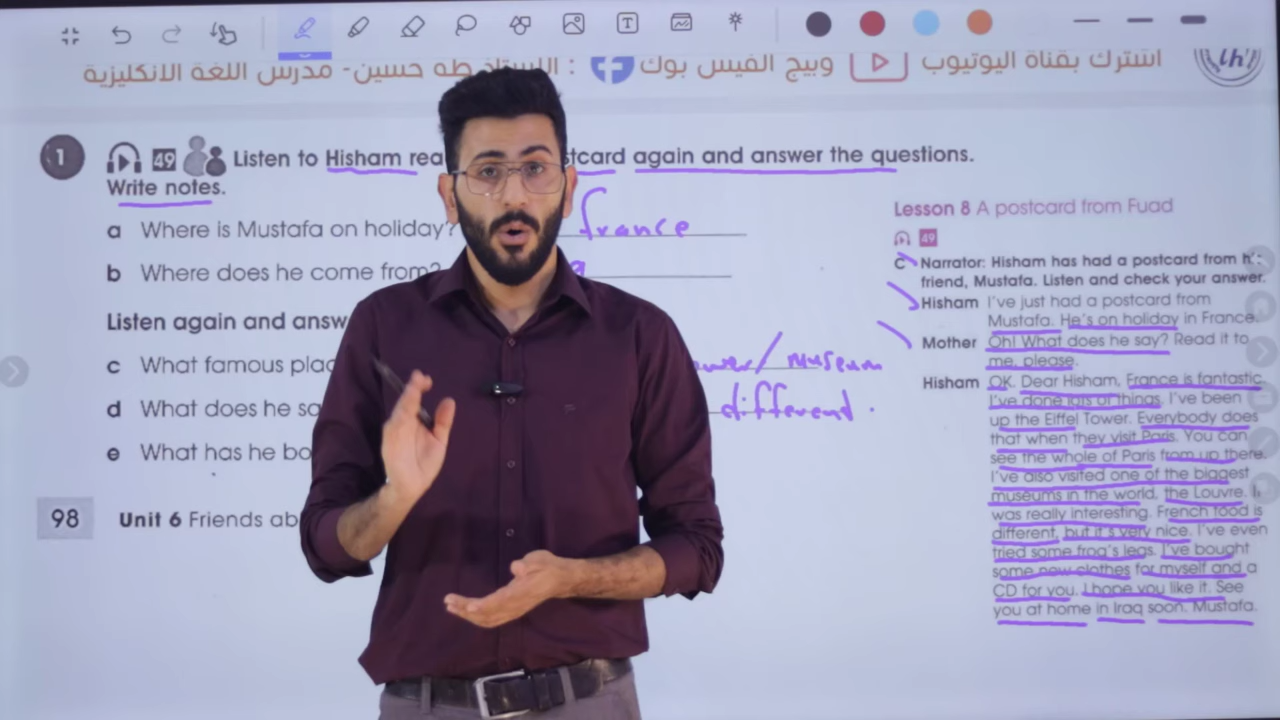 اشترك بقناة اليوتيوب وبيج الفيس بوك : الاستاذ طه حسين- مدرس اللغة الانكليزية
1 49 Listen to Hisham rea stcard again and answer the questions.
Write notes.
a Where is Mustafa on holiday? france
b Where does he come from?
Listen again and answ
c What famous plac / museum
d What does he sa different.
e What has he bo
98 Unit 6 Friends ab
Lesson 8 A postcard from Fuad
49
C Narrator: Hisham has had a postcard from
friend, Mustafa. Listen and check your answer.
Hisham I've just had a postcard from
Mustafa. He's on holiday in France.
Mother Oh! What does he say? Read it to
me, please.
Hisham OK. Dear Hisham, France is fantastic.
I've done lots of things. I've been
up the Eiffel Tower. Everybody does
that when they visit Paris. You can
see the whole of Paris from up there.
I've also visited one of the biggest
museums in the world, the Louvre. I
was really interesting. French food is
different, but it's very nice. I've even
tried some frog's legs. I've bought
some new clothes for myself and a
CD for you. I hope you like it. See
you at home in Iraq soon. Mustafa.